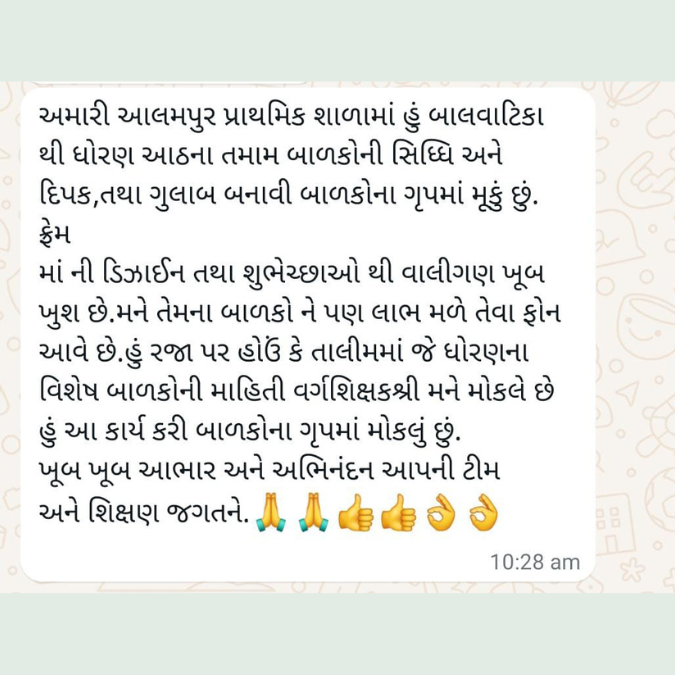 અમારી આલમપુર પ્રાથમિક શાળામાં હું બાલવાટિકા
થી ધોરણ આઠના તમામ બાળકોની સિધ્ધિ અને
દિપક,તથા ગુલાબ બનાવી બાળકોના ગૃપમાં મૂકું છું.
ફ્રેમ
માં ની ડિઝાઈન તથા શુભેચ્છાઓ થી વાલીગણ ખૂબ
ખુશ છે.મને તેમના બાળકો ને પણ લાભ મળે તેવા ફોન
આવે છે.હું રજા પર હોઉં કે તાલીમમાં જે ધોરણના
વિશેષ બાળકોની માહિતી વર્ગશિક્ષકશ્રી મને મોકલે છે
હું આ કાર્ય કરી બાળકોના ગૃપમાં મોકલું છું.
ખૂબ ખૂબ આભાર અને અભિનંદન આપની ટીમ
અને શિક્ષણ જગતને.🙏🙏👍👍👌👌
10:28 am